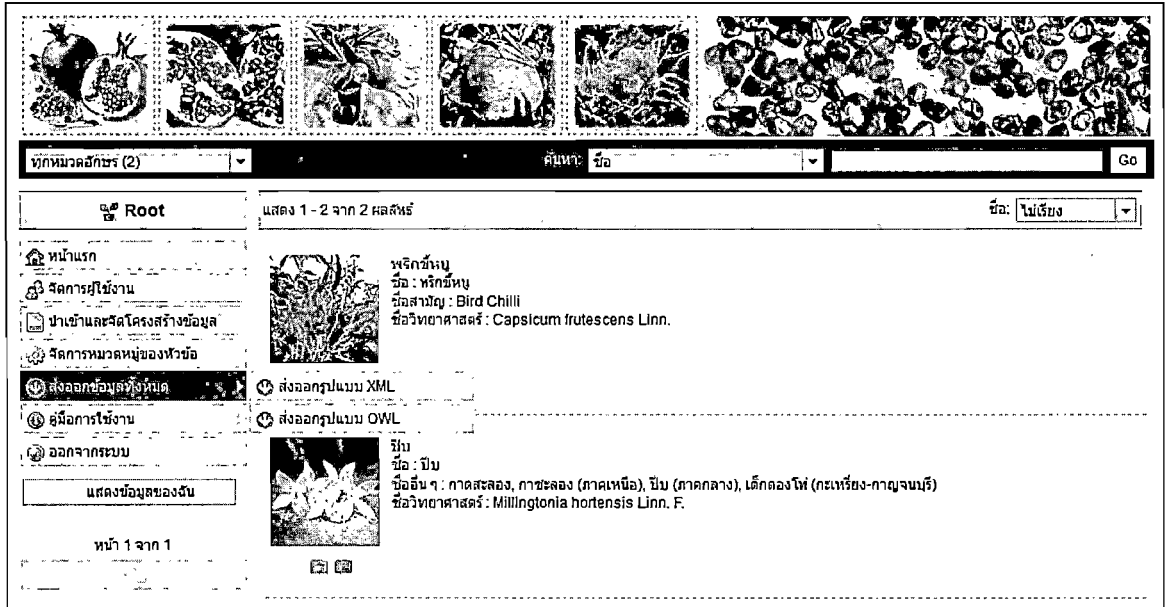 ทุกหมวดอักษร (2)
ค้นหา: ชื่อ
Go
Root
แสดง 1 - 2 จาก 2 ผลลัพธ์
ชื่อ: ไม่เรียง
หน้าแรก
จัดการผู้ใช้งาน
นำเข้าและจัดโครงสร้างข้อมูล
จัดการหมวดหมู่ของหัวข้อ
ส่งออกข้อมูลทั้งหมด
คู่มือการใช้งาน
ออกจากระบบ
แสดงข้อมูลของฉัน
หน้า 1 จาก 1
พริกขี้หนู
ชื่อ : พริกขี้หนู
ชื่อสามัญ : Bird Chilli
ชื่อวิทยาศาสตร์ : Capsicum frutescens Linn.
ส่งออกรูปแบบ XML
ส่งออกรูปแบบ OWL
ปีบ
ชื่อ : ปีบ
ชื่ออื่น ๆ : กาดสะลอง, กาซะลอง (ภาคเหนือ), ปีบ (ภาคกลาง), เต็กตองโพ่ (กะเหรี่ยง-กาญจนบุรี)
ชื่อวิทยาศาสตร์ : Millingtonia hortensis Linn. F.